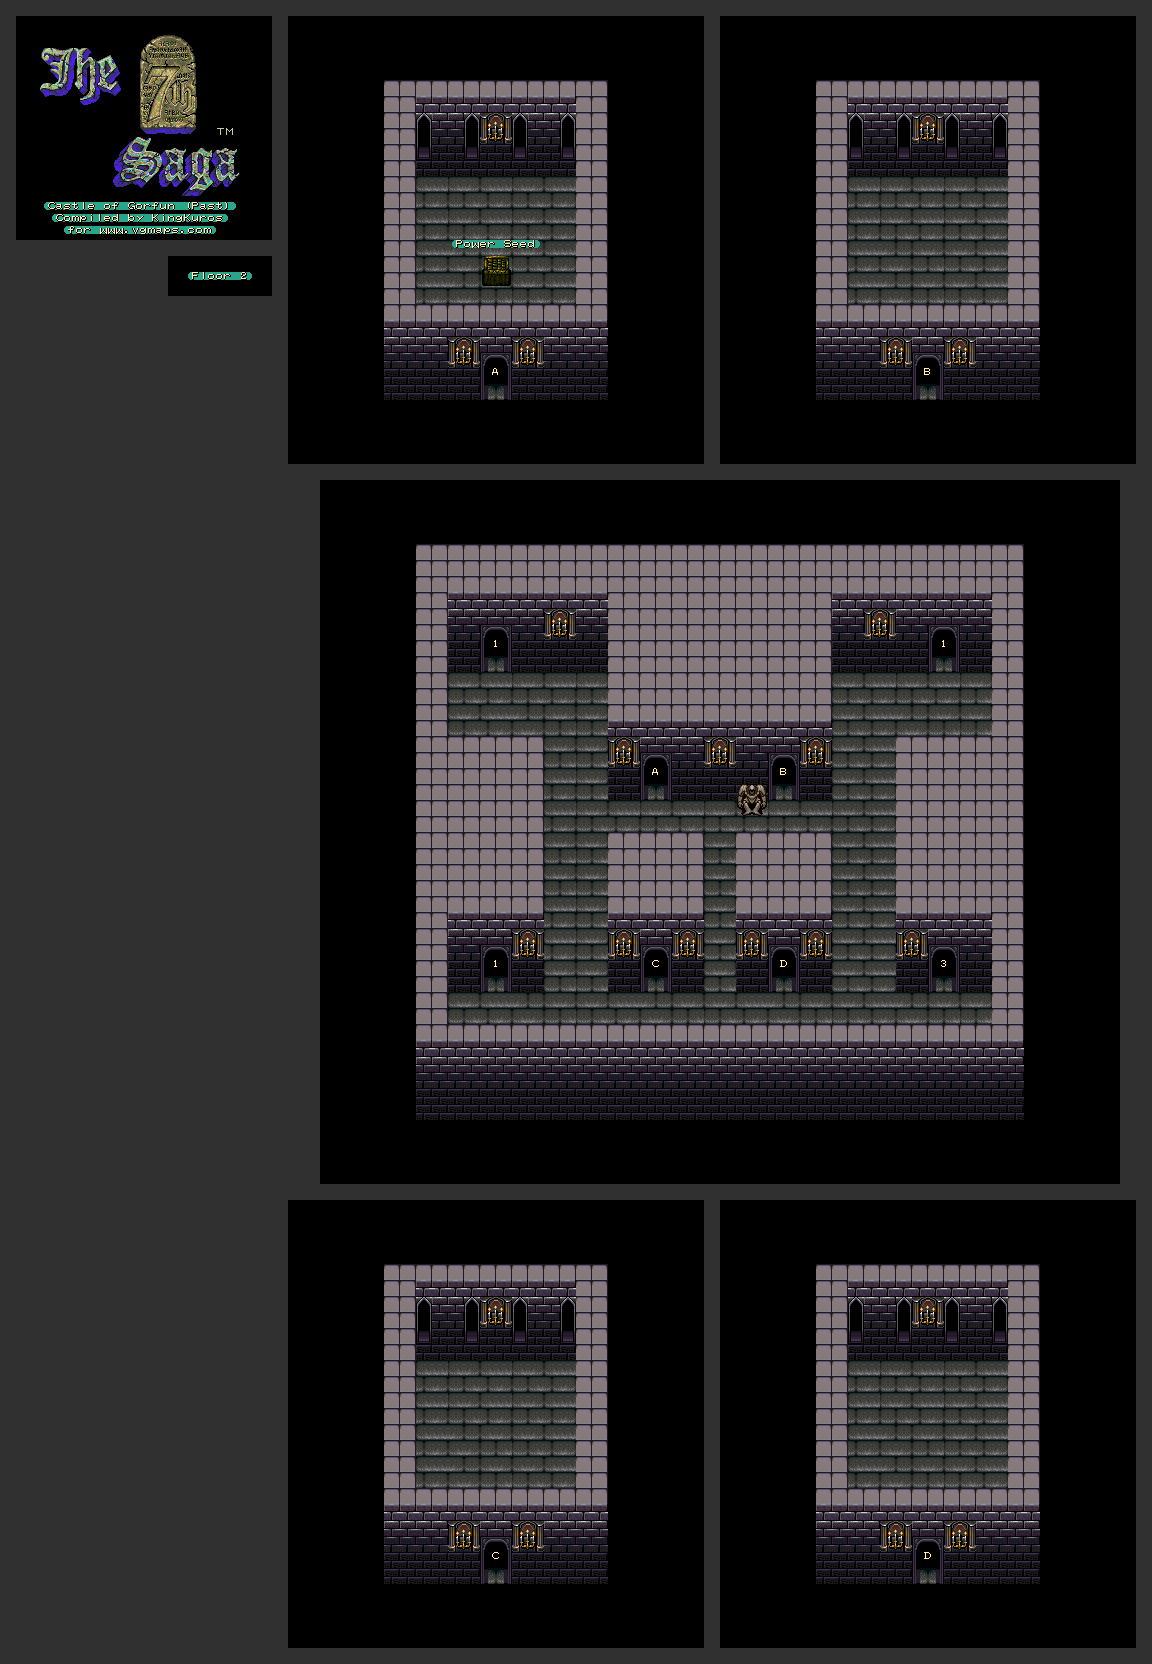 The 7th
TM
Saga
Castle of Gorfun (Past)
Compiled by KingKuros
for www.vgmaps.com
Floor 2
Power Seed
A
B
1
1
A
B
1
C
D
3
C
D